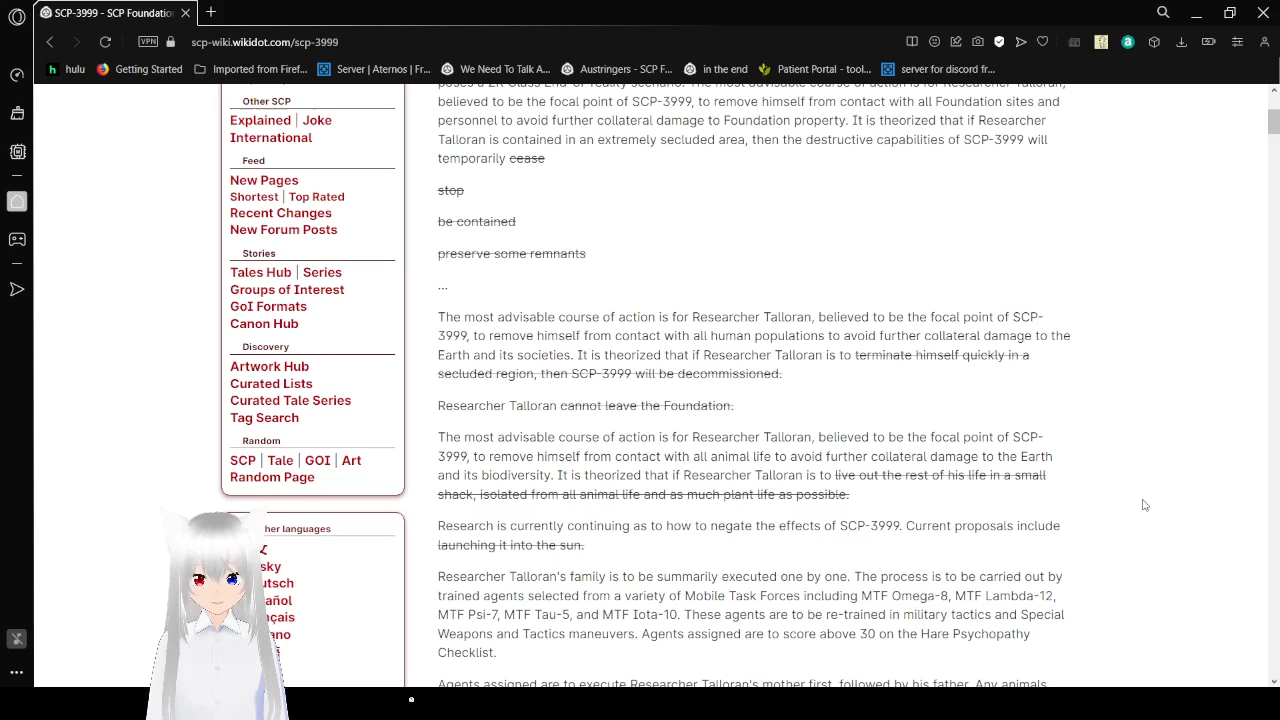 SCP-3999 - SCP Foundatio
scp-wiki.wikidot.com/scp-3999
VPN
hulu
Getting Started
Imported from Firef...
Server | Aternos | Fr...
We Need To Talk A...
Austringers - SCP F...
in the end
Patient Portal - tool...
server for discord fr...
Other SCP
Explained | Joke
International
Feed
New Pages
Shortest | Top Rated
Recent Changes
New Forum Posts
Stories
Tales Hub | Series
Groups of Interest
GoI Formats
Canon Hub
Discovery
Artwork Hub
Curated Lists
Curated Tale Series
Tag Search
Random
SCP | Tale | GOI | Art
Random Page
her languages
sky
utsch
añol
nçais
ano
poses a ZK-Class End-of-reality scenario. The most advisable course of action is for Researcher Talloran,
believed to be the focal point of SCP-3999, to remove himself from contact with all Foundation sites and
personnel to avoid further collateral damage to Foundation property. It is theorized that if Researcher
Talloran is contained in an extremely secluded area, then the destructive capabilities of SCP-3999 will
temporarily cease
stop
be contained
preserve some remnants
...
The most advisable course of action is for Researcher Talloran, believed to be the focal point of SCP-
3999, to remove himself from contact with all human populations to avoid further collateral damage to the
Earth and its societies. It is theorized that if Researcher Talloran is to terminate himself quickly in a
secluded region, then SCP-3999 will be decommissioned.
Researcher Talloran cannot leave the Foundation.
The most advisable course of action is for Researcher Talloran, believed to be the focal point of SCP-
3999, to remove himself from contact with all animal life to avoid further collateral damage to the Earth
and its biodiversity. It is theorized that if Researcher Talloran is to live out the rest of his life in a small
shack, isolated from all animal life and as much plant life as possible.
Research is currently continuing as to how to negate the effects of SCP-3999. Current proposals include
launching it into the sun.
Researcher Talloran's family is to be summarily executed one by one. The process is to be carried out by
trained agents selected from a variety of Mobile Task Forces including MTF Omega-8, MTF Lambda-12,
MTF Psi-7, MTF Tau-5, and MTF Iota-10. These agents are to be re-trained in military tactics and Special
Weapons and Tactics maneuvers. Agents assigned are to score above 30 on the Hare Psychopathy
Checklist.
Agents assigned are to execute Researcher Talloran's mother first, followed by his father. Any animals